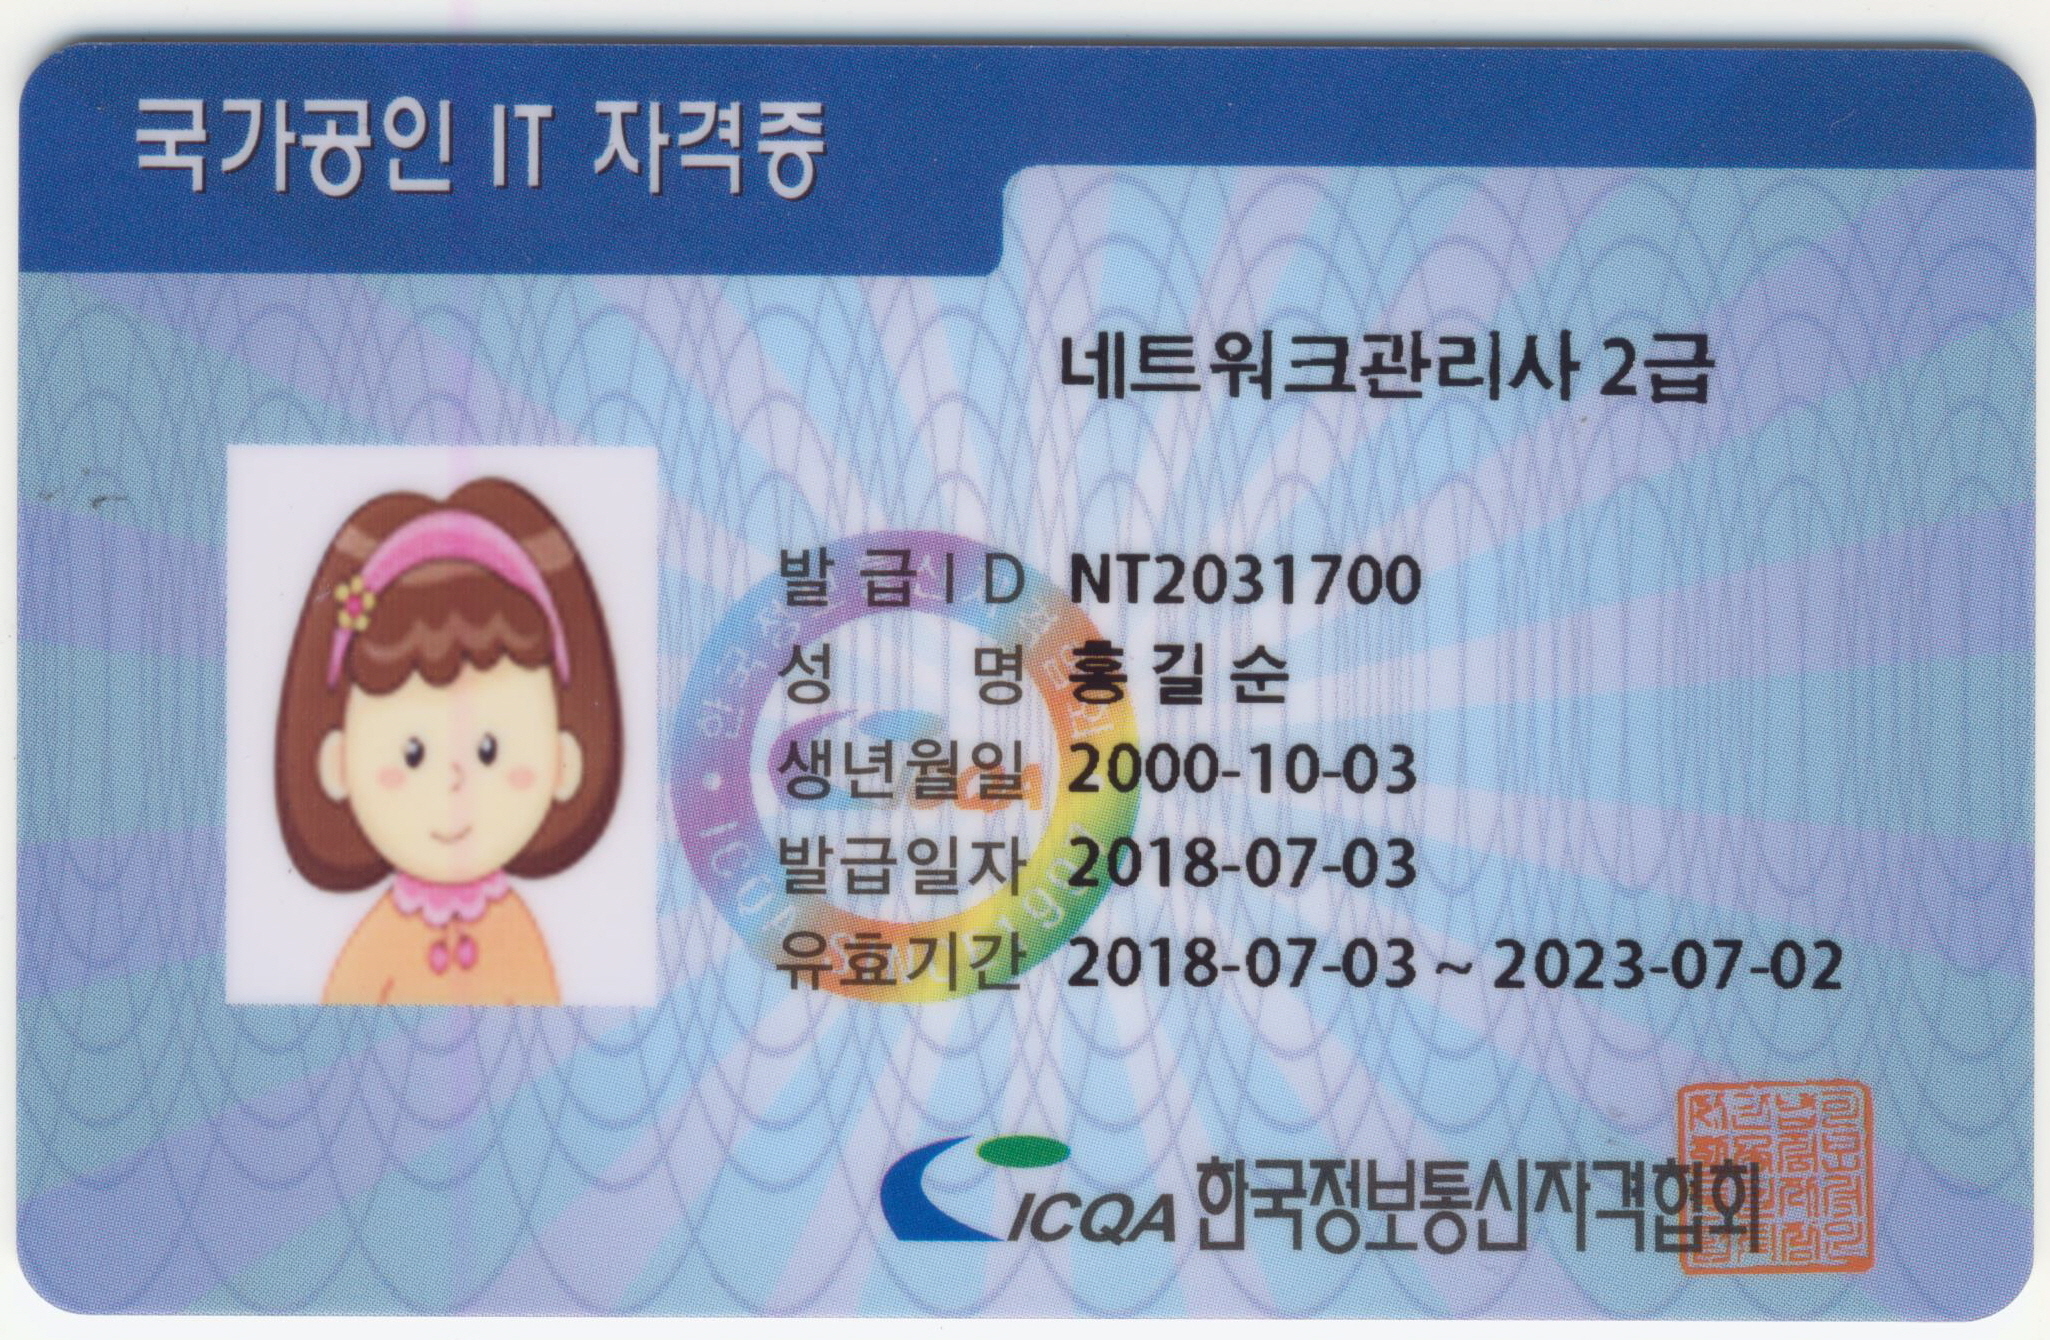 국가공인 IT 자격증
네트워크관리사 2급
발 급 I D NT2031700
성 명 홍 길 순
생년월일 2000-10-03
발급일자 2018-07-03
유효기간 2018-07-03 ~ 2023-07-02
ICQA 한국정보통신자격협회